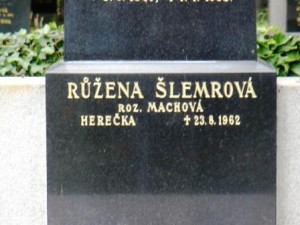 RŮŽENA ŠLEMROVÁ
ROZ. MACHOVÁ
HEREČKA † 23.8.1962